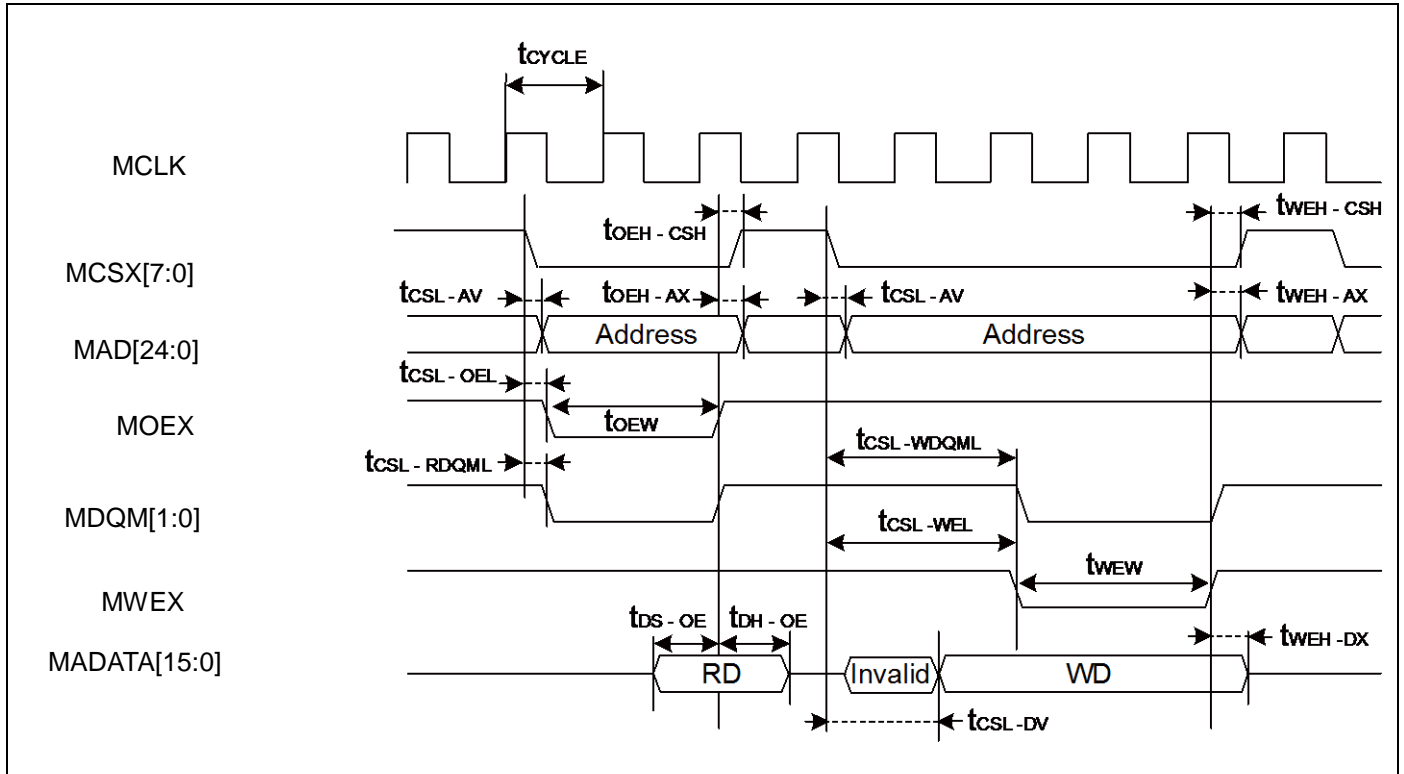 tCYCLE
MCLK
tOEH - CSH
tWEH - CSH
MCSX[7:0]
tCSL - AV
tOEH - AX
tCSL - AV
tWEH - AX
MAD[24:0]
Address
Address
tCSL - OEL
MOEX
tOEW
tCSL -WDQML
tCSL - RDQML
MDQM[1:0]
tCSL -WEL
tWEW
MWEX
tDS - OE
tDH - OE
tWEH -DX
MADATA[15:0]
RD
Invalid
WD
tCSL -DV